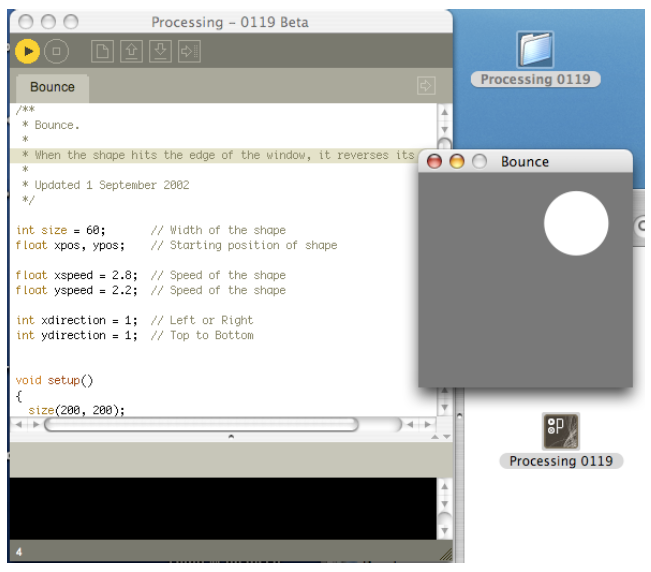 Processing – 0119 Beta
Bounce
/**
 * Bounce.
 *
 * When the shape hits the edge of the window, it reverses its
 *
 * Updated 1 September 2002
 */
int size = 60;      // Width of the shape
float xpos, ypos;   // Starting position of shape
float xspeed = 2.8;  // Speed of the shape
float yspeed = 2.2;  // Speed of the shape
int xdirection = 1;  // Left or Right
int ydirection = 1;  // Top to Bottom
void setup()
{
  size(200, 200);
4
Processing 0119
Bounce
Processing 0119